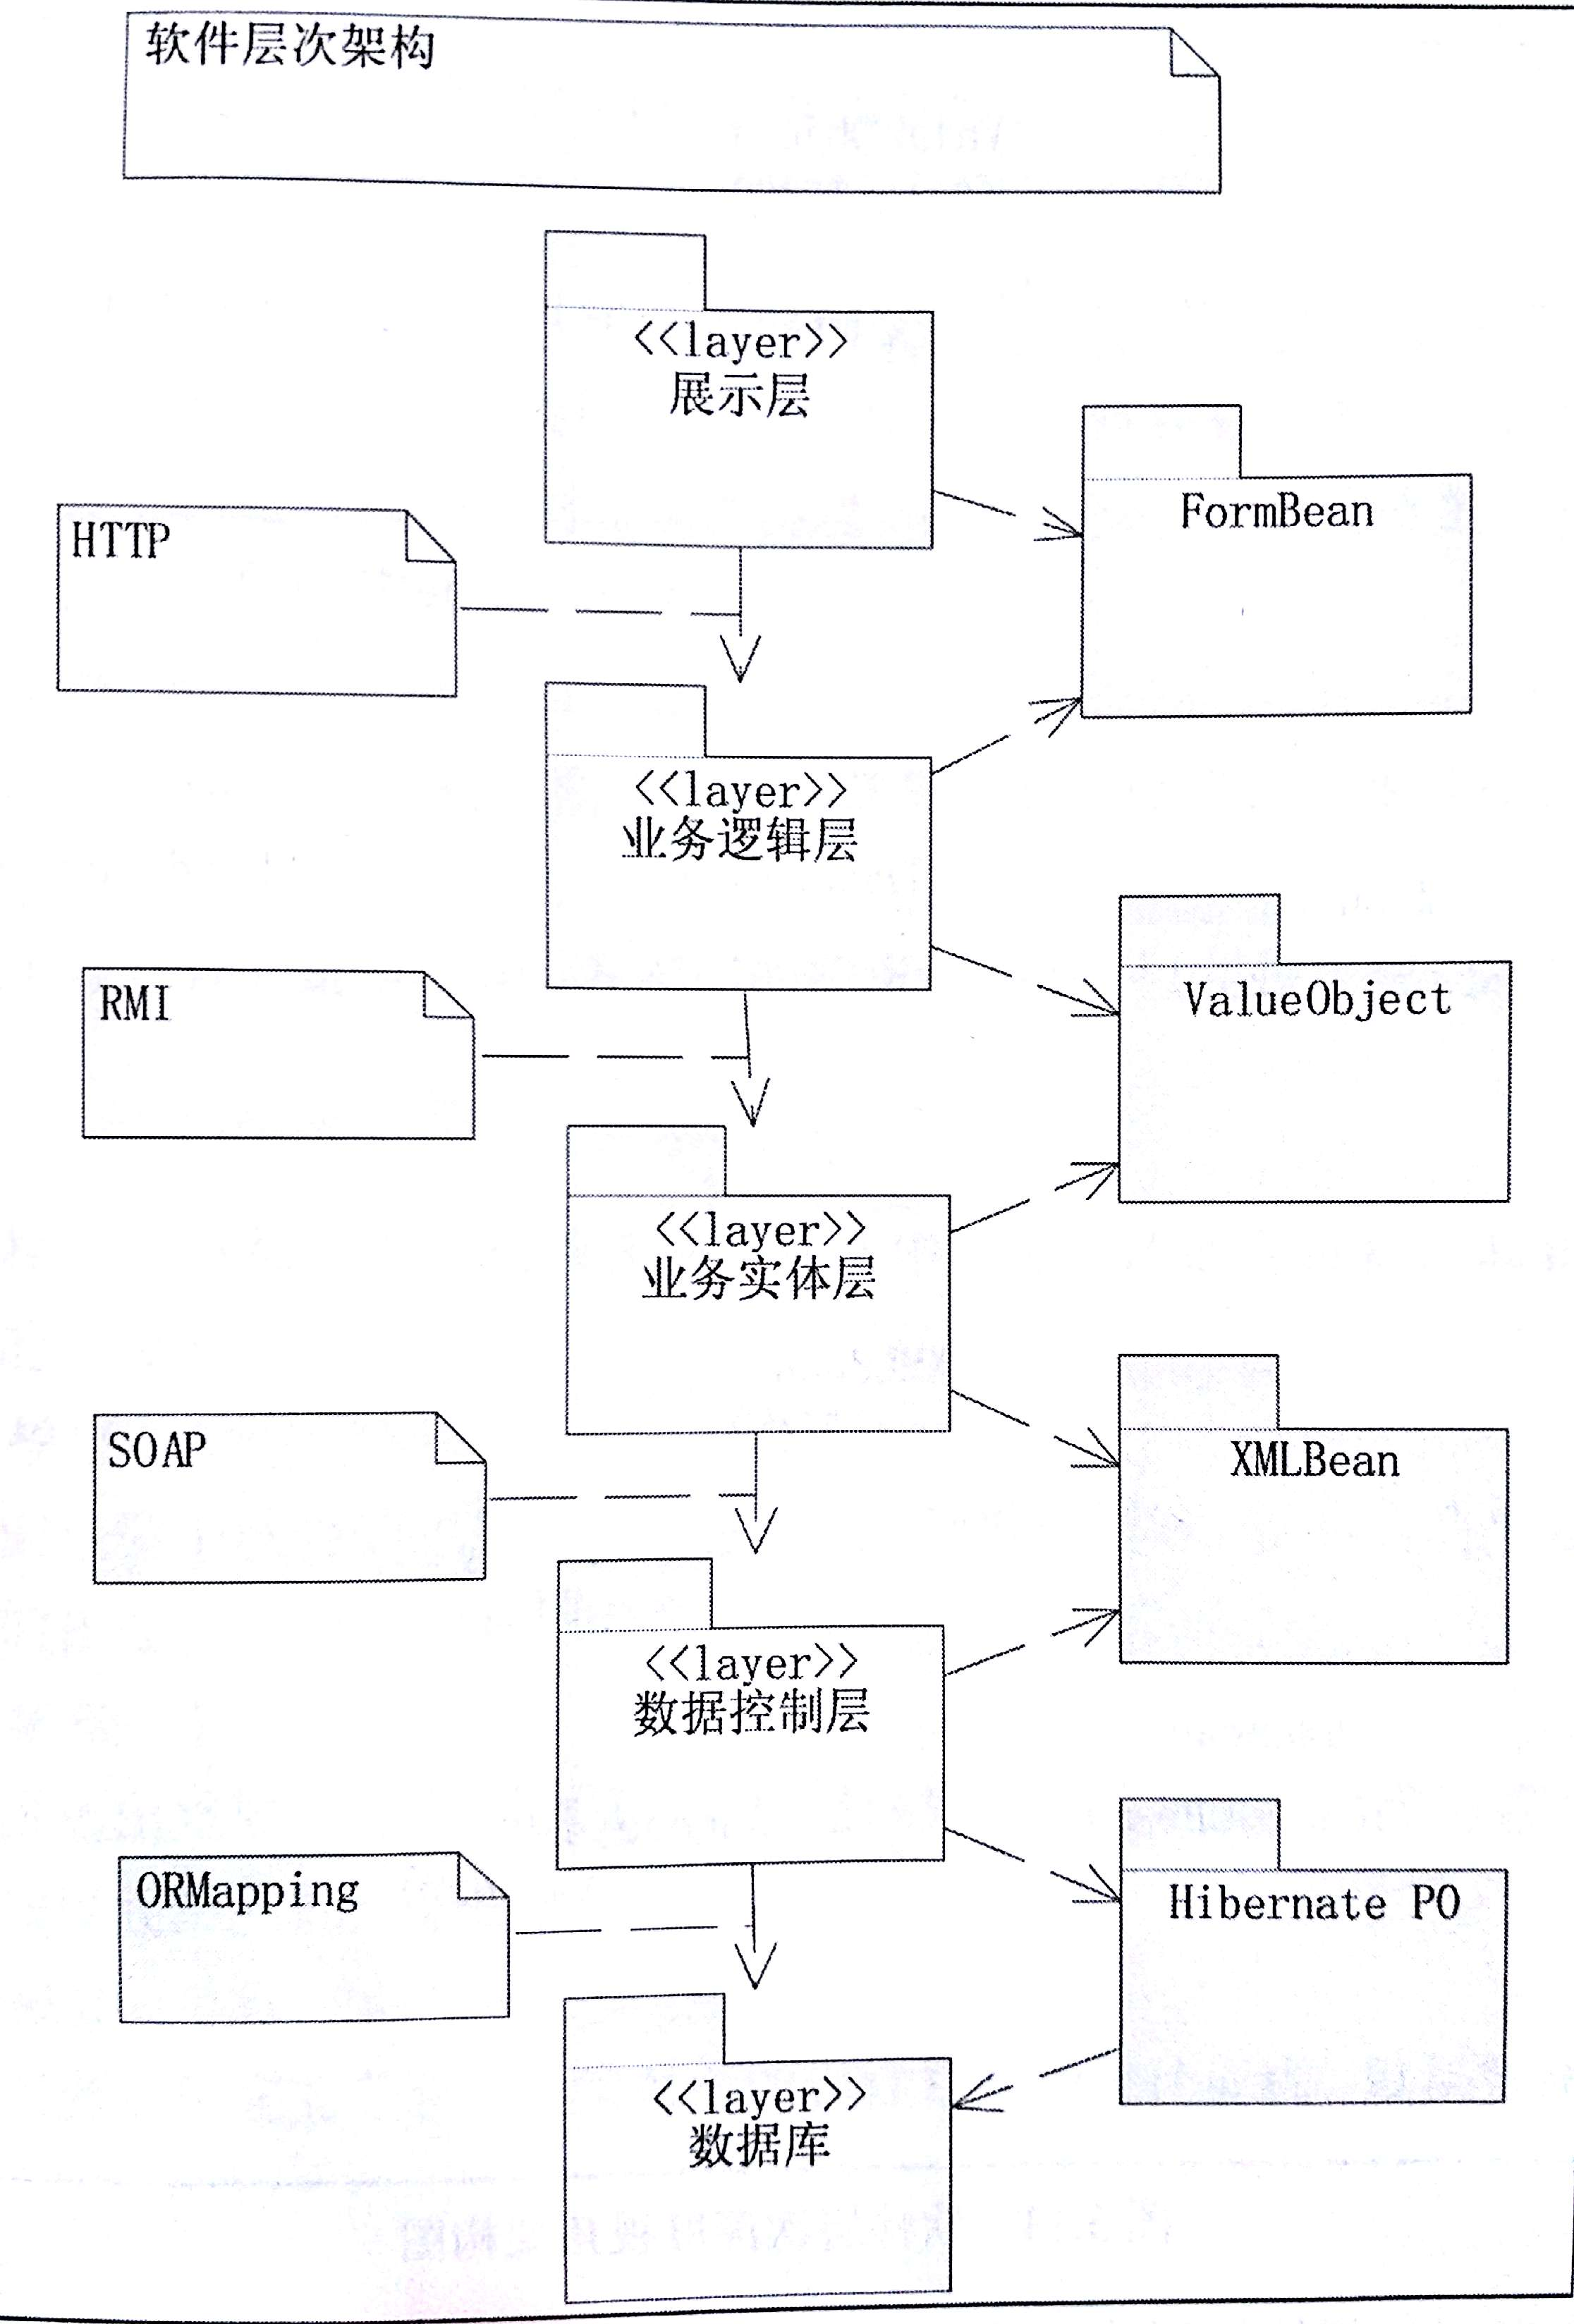 软件层次架构
<<layer>>
展示层
FormBean
HTTP
<<layer>>
业务逻辑层
ValueObject
RMI
<<layer>>
业务实体层
XMLBean
SOAP
<<layer>>
数据控制层
Hibernate PO
ORMapping
<<layer>>
数据库